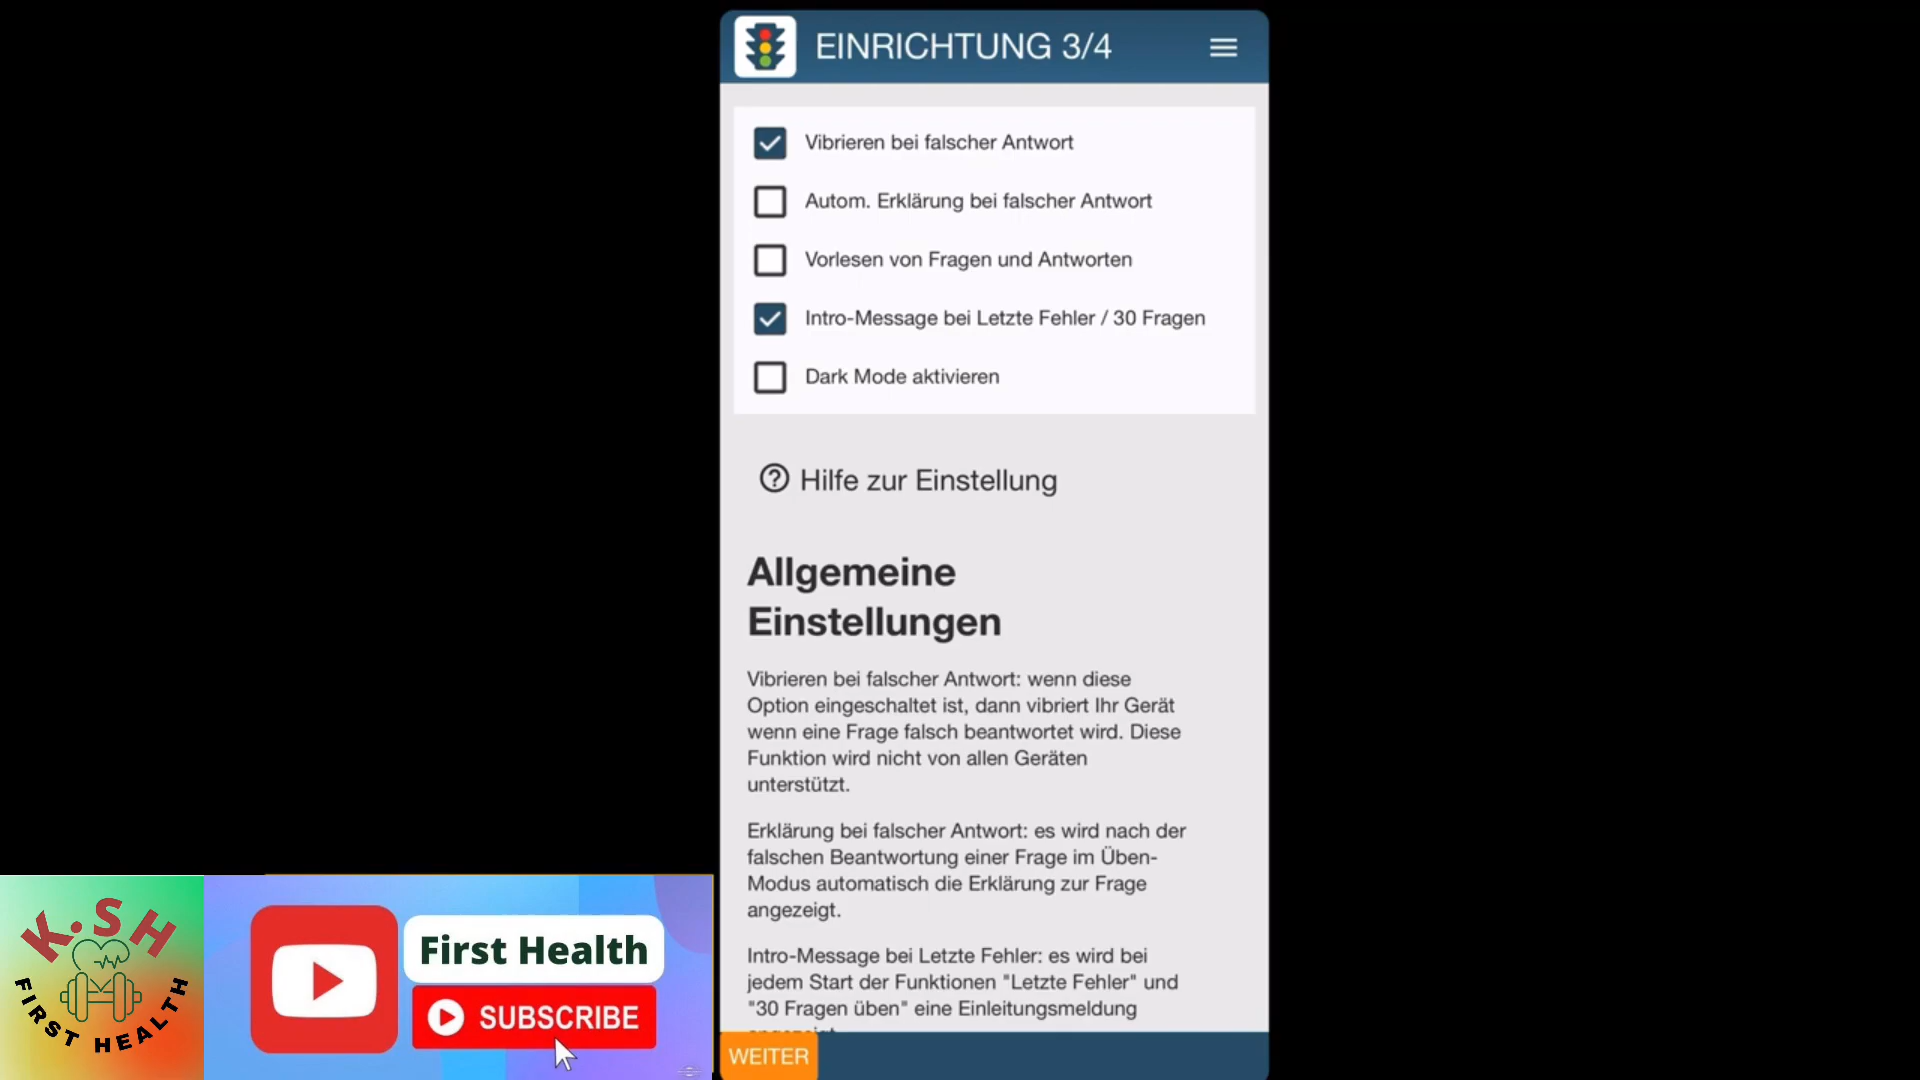 EINRICHTUNG 3/4
Vibrieren bei falscher Antwort
Autom. Erklärung bei falscher Antwort
Vorlesen von Fragen und Antworten
Intro-Message bei Letzte Fehler / 30 Fragen
Dark Mode aktivieren
Hilfe zur Einstellung
Allgemeine
Einstellungen
Vibrieren bei falscher Antwort: wenn diese
Option eingeschaltet ist, dann vibriert Ihr Gerät
wenn eine Frage falsch beantwortet wird. Diese
Funktion wird nicht von allen Geräten
unterstützt.
Erklärung bei falscher Antwort: es wird nach der
falschen Beantwortung einer Frage im Üben-
Modus automatisch die Erklärung zur Frage
angezeigt.
Intro-Message bei Letzte Fehler: es wird bei
jedem Start der Funktionen "Letzte Fehler" und
"30 Fragen üben" eine Einleitungsmeldung
WEITER
K.SH
FIRST HEALTH
First Health
SUBSCRIBE